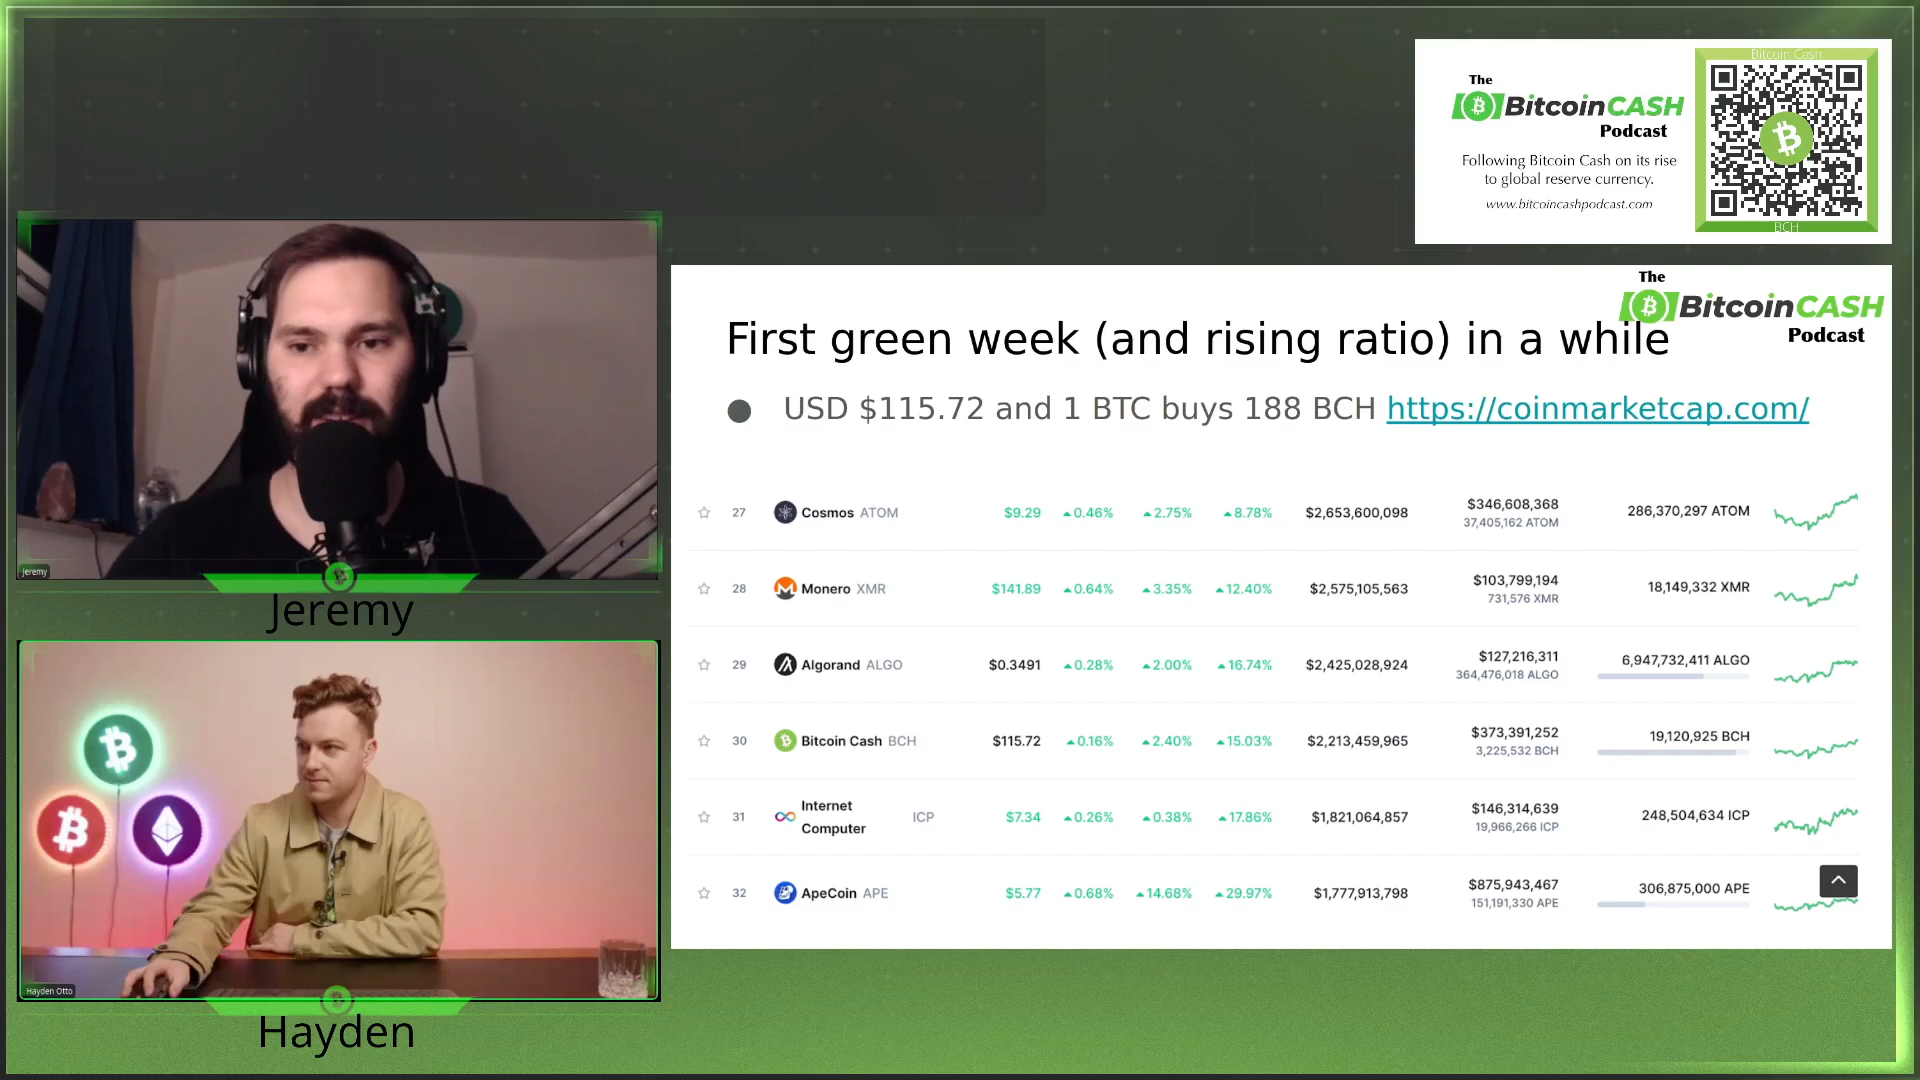 The
BitcoinCASH
Podcast
Following Bitcoin Cash on its rise
to global reserve currency.
www.bitcoincashpodcast.com
Bitcoin Cash
BCH
Jeremy
Jeremy
Hayden Otto
Hayden
The
BitcoinCASH
Podcast
First green week (and rising ratio) in a while
● USD $115.72 and 1 BTC buys 188 BCH https://coinmarketcap.com/
27 Cosmos ATOM $9.29 0.46% 2.75% 8.78% $2,653,600,098 $346,608,368 286,370,297 ATOM
37,405,162 ATOM
28 Monero XMR $141.89 0.64% 3.35% 12.40% $2,575,105,563 $103,799,194 18,149,332 XMR
731,576 XMR
29 Algorand ALGO $0.3491 0.28% 2.00% 16.74% $2,425,028,924 $127,216,311 6,947,732,411 ALGO
364,476,018 ALGO
30 Bitcoin Cash BCH $115.72 0.16% 2.40% 15.03% $2,213,459,965 $373,391,252 19,120,925 BCH
3,225,532 BCH
31 Internet Computer ICP $7.34 0.26% 0.38% 17.86% $1,821,064,857 $146,314,639 248,504,634 ICP
19,966,266 ICP
32 ApeCoin APE $5.77 0.68% 14.68% 29.97% $1,777,913,798 $875,943,467 306,875,000 APE
151,191,330 APE